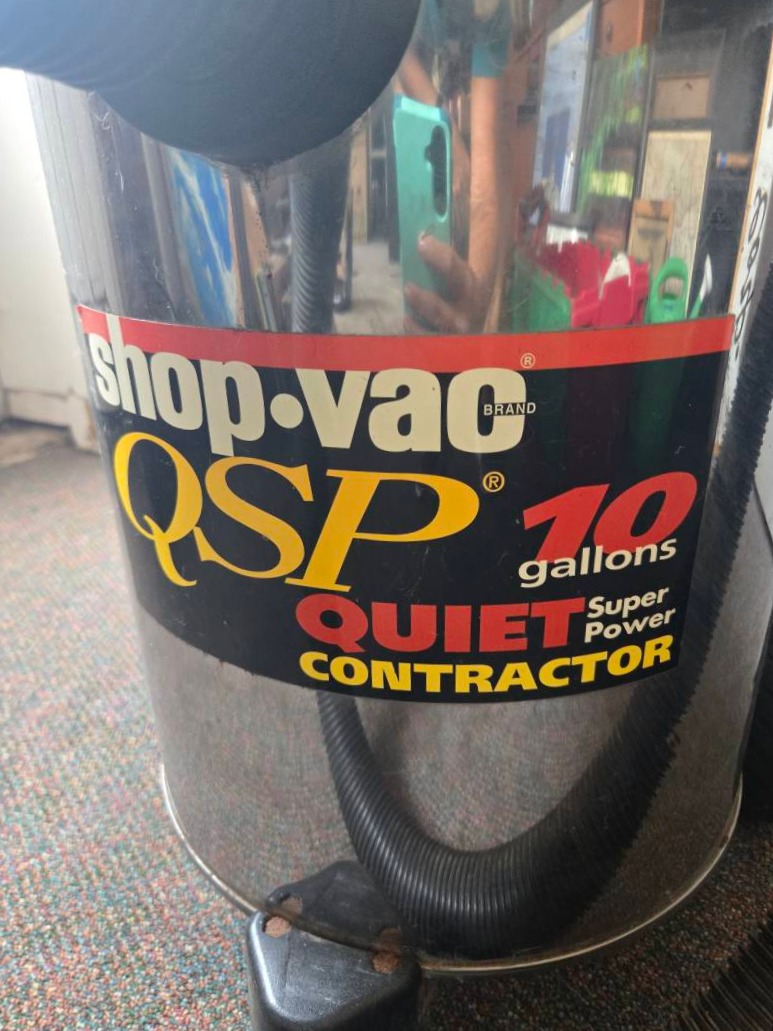 shop·vac®
BRAND
QSP®
10
gallons
QUIET Super
Power
CONTRACTOR